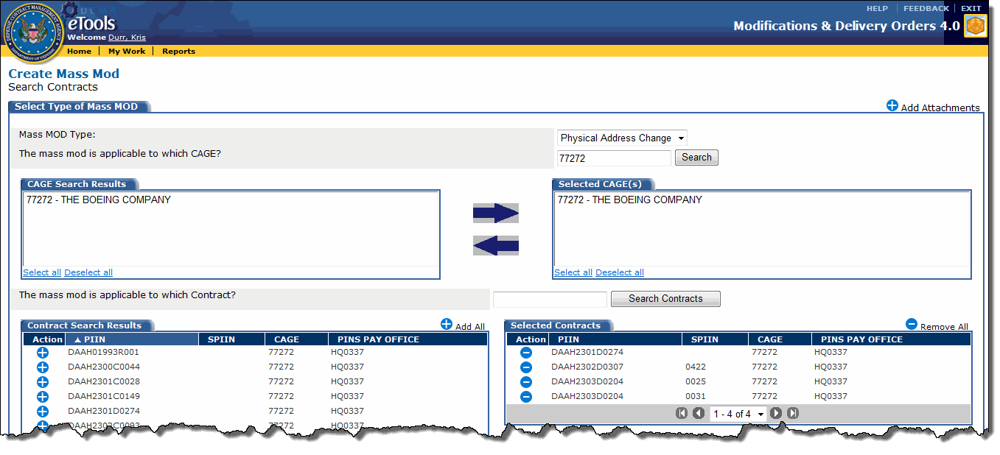 HELP FEEDBACK EXIT
DCMA
eTools
Modifications & Delivery Orders 4.0
Welcome Durr, Kris
DEFENSE CONTRACT MANAGEMENT AGENCY
DEPARTMENT OF DEFENSE
Home My Work Reports
Create Mass Mod
Search Contracts
Select Type of Mass MOD
Add Attachments
Mass MOD Type: Physical Address Change
The mass mod is applicable to which CAGE? 77272 Search
CAGE Search Results
77272 - THE BOEING COMPANY
Select all Deselect all
Selected CAGE(s)
77272 - THE BOEING COMPANY
Select all Deselect all
The mass mod is applicable to which Contract? Search Contracts
Contract Search Results Add All
Action PIIN SPIIN CAGE PINS PAY OFFICE
DAAH01993R001 77272 HQ0337
DAAH2300C0044 77272 HQ0337
DAAH2301C0028 77272 HQ0337
DAAH2301C0149 77272 HQ0337
DAAH2301D0274 77272 HQ0337
DAAH2302C0093 77272 HQ0337
Selected Contracts Remove All
Action PIIN SPIIN CAGE PINS PAY OFFICE
DAAH2301D0274 77272 HQ0337
DAAH2302D0307 0422 77272 HQ0337
DAAH2303D0204 0025 77272 HQ0337
DAAH2303D0204 0031 77272 HQ0337
1 - 4 of 4